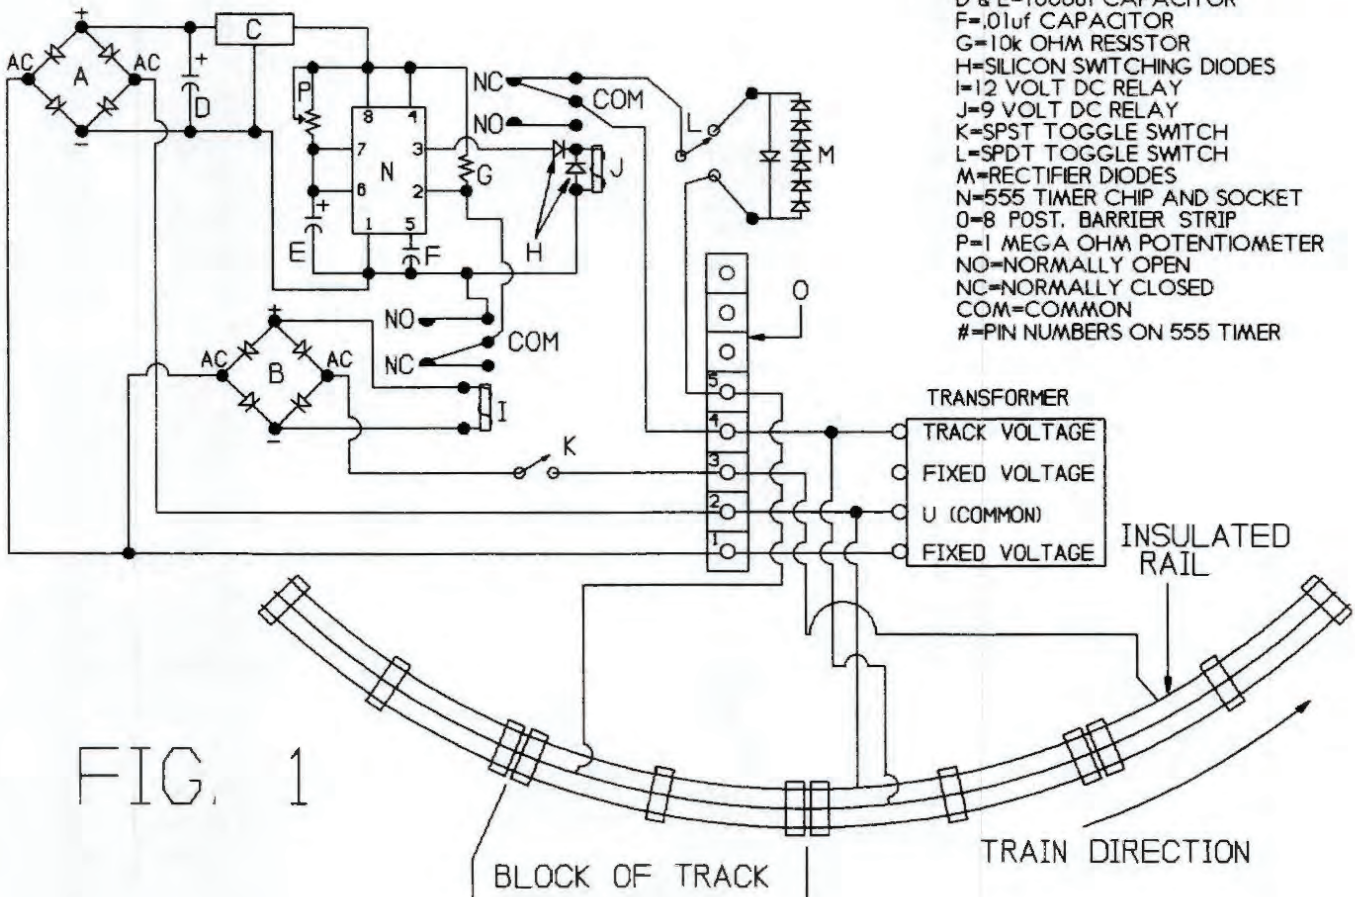 D & E=1000uf CAPACITOR
F=.01uf CAPACITOR
G=10k OHM RESISTOR
H=SILICON SWITCHING DIODES
I=12 VOLT DC RELAY
J=9 VOLT DC RELAY
K=SPST TOGGLE SWITCH
L=SPDT TOGGLE SWITCH
M=RECTIFIER DIODES
N=555 TIMER CHIP AND SOCKET
O=8 POST. BARRIER STRIP
P=1 MEGA OHM POTENTIOMETER
NO=NORMALLY OPEN
NC=NORMALLY CLOSED
COM=COMMON
#=PIN NUMBERS ON 555 TIMER
+
AC A AC
-
+
D
C
P
8 4
7 3
N
6 2
1 5
G
+
E
F
H
J
NC
COM
NO
L
M
O
NO
COM
NC
+
AC B AC
-
I
K
5
4
3
2
1
TRANSFORMER
TRACK VOLTAGE
FIXED VOLTAGE
U (COMMON)
FIXED VOLTAGE
INSULATED
RAIL
FIG. 1
BLOCK OF TRACK
TRAIN DIRECTION